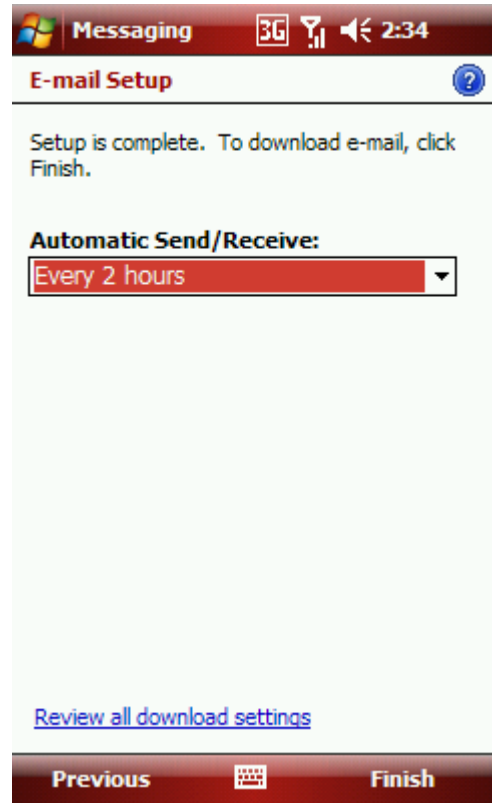 Messaging 3G 2:34
E-mail Setup ?
Setup is complete. To download e-mail, click
Finish.
Automatic Send/Receive:
Every 2 hours
Review all download settings
Previous Finish